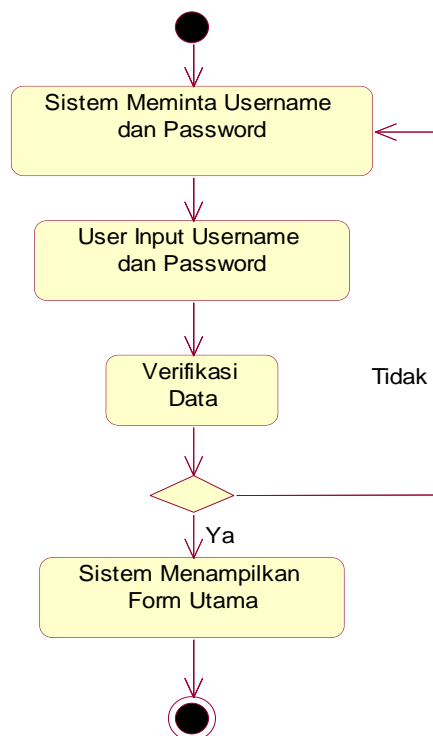 Sistem Meminta Username
dan Password
User Input Username
dan Password
Verifikasi
Data
Tidak
Ya
Sistem Menampilkan
Form Utama